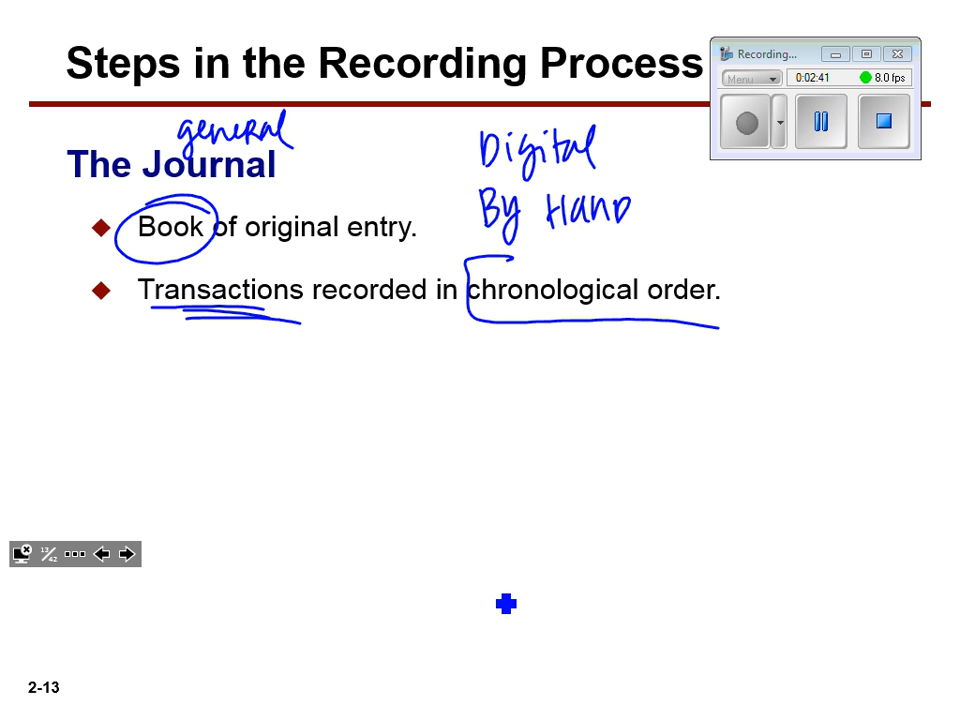 Steps in the Recording Process
Recording...
Menu
0:02:41
8.0 fps
general
The Journal
Digital
Book of original entry.
By Hand
Transactions recorded in chronological order.
13/42
2-13